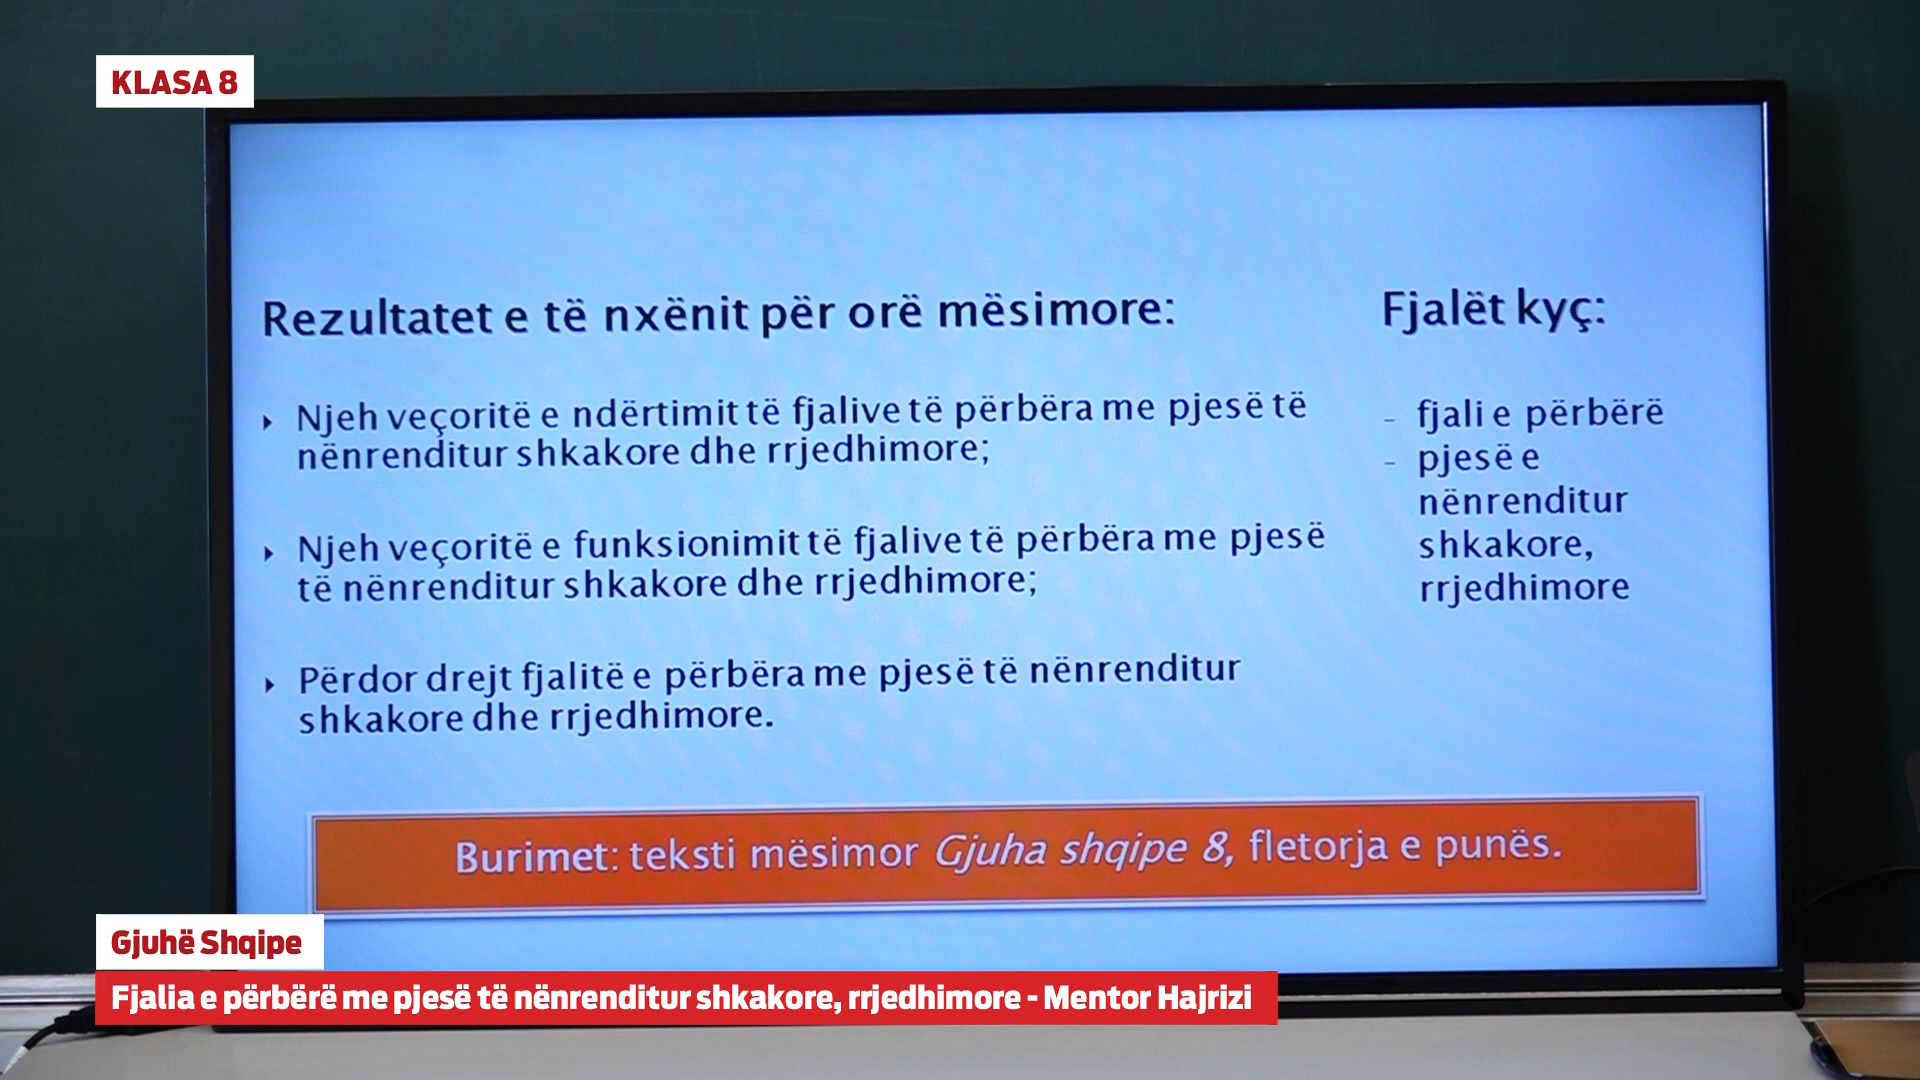 KLASA 8
Rezultatet e të nxënit për orë mësimore:
Njeh veçoritë e ndërtimit të fjalive të përbëra me pjesë të
nënrenditur shkakore dhe rrjedhimore;
Njeh veçoritë e funksionimit të fjalive të përbëra me pjesë
të nënrenditur shkakore dhe rrjedhimore;
Përdor drejt fjalitë e përbëra me pjesë të nënrenditur
shkakore dhe rrjedhimore.
Fjalët kyç:
- fjali e përbërë
- pjesë e
nënrenditur
shkakore,
rrjedhimore
Burimet: teksti mësimor Gjuha shqipe 8, fletorja e punës.
Gjuhë Shqipe
Fjalia e përbërë me pjesë të nënrenditur shkakore, rrjedhimore - Mentor Hajrizi